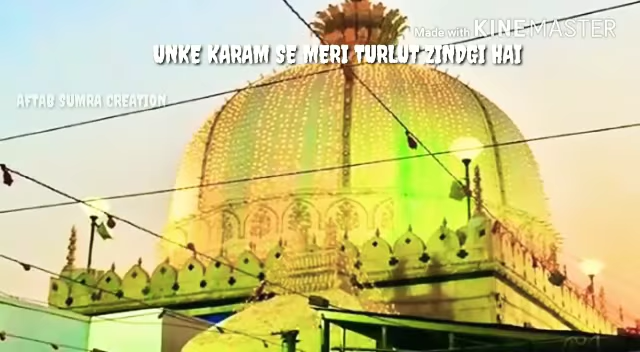 Made with KINEMASTER
UNKE KARAM SE MERI TURLUT ZINDGI HAI
AFTAB SUMRA CREATION